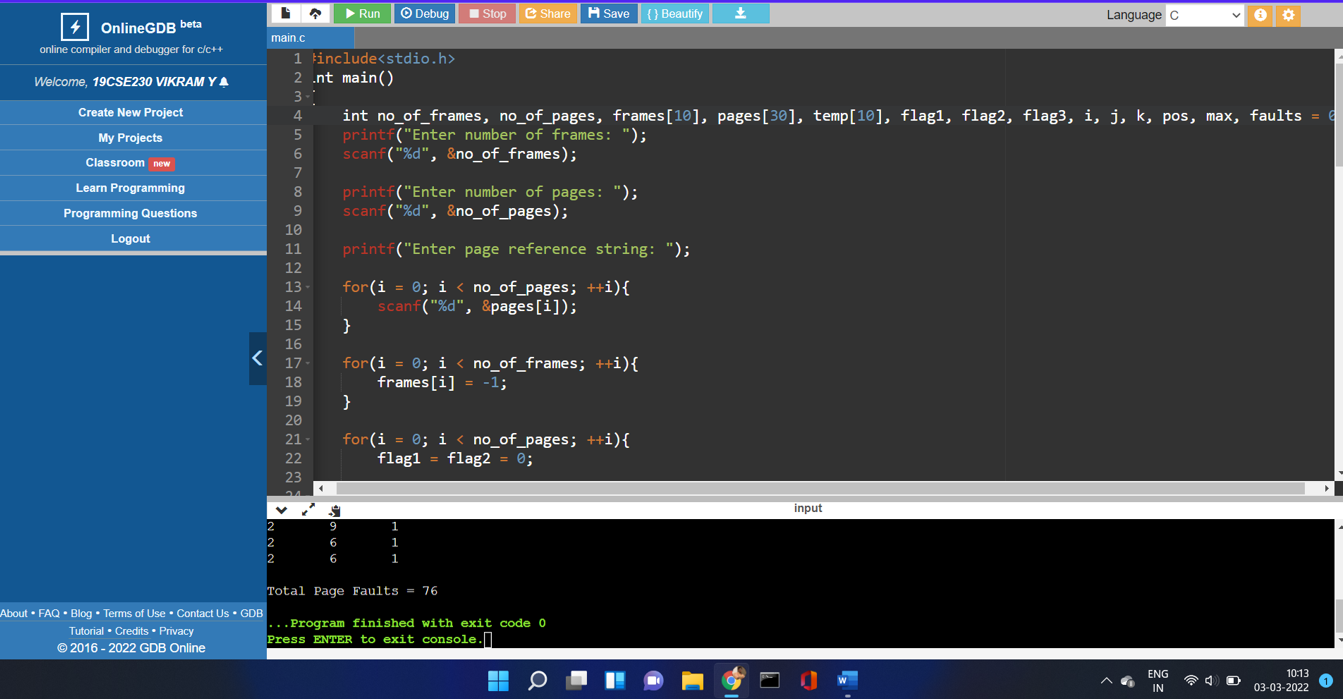 OnlineGDB beta
online compiler and debugger for c/c++
Welcome, 19CSE230 VIKRAM Y
Create New Project
My Projects
Classroom new
Learn Programming
Programming Questions
Logout
About • FAQ • Blog • Terms of Use • Contact Us • GDB
Tutorial • Credits • Privacy
© 2016 - 2022 GDB Online
Run Debug Stop Share Save { } Beautify
Language C
main.c
1 #include<stdio.h>
2 int main()
3 {
4 int no_of_frames, no_of_pages, frames[10], pages[30], temp[10], flag1, flag2, flag3, i, j, k, pos, max, faults = 0
5 printf("Enter number of frames: ");
6 scanf("%d", &no_of_frames);
7
8 printf("Enter number of pages: ");
9 scanf("%d", &no_of_pages);
10
11 printf("Enter page reference string: ");
12
13 for(i = 0; i < no_of_pages; ++i){
14 scanf("%d", &pages[i]);
15 }
16
17 for(i = 0; i < no_of_frames; ++i){
18 frames[i] = -1;
19 }
20
21 for(i = 0; i < no_of_pages; ++i){
22 flag1 = flag2 = 0;
23
24
input
2 9 1
2 6 1
2 6 1
Total Page Faults = 76
...Program finished with exit code 0
Press ENTER to exit console.
ENG
IN
10:13
03-03-2022
1